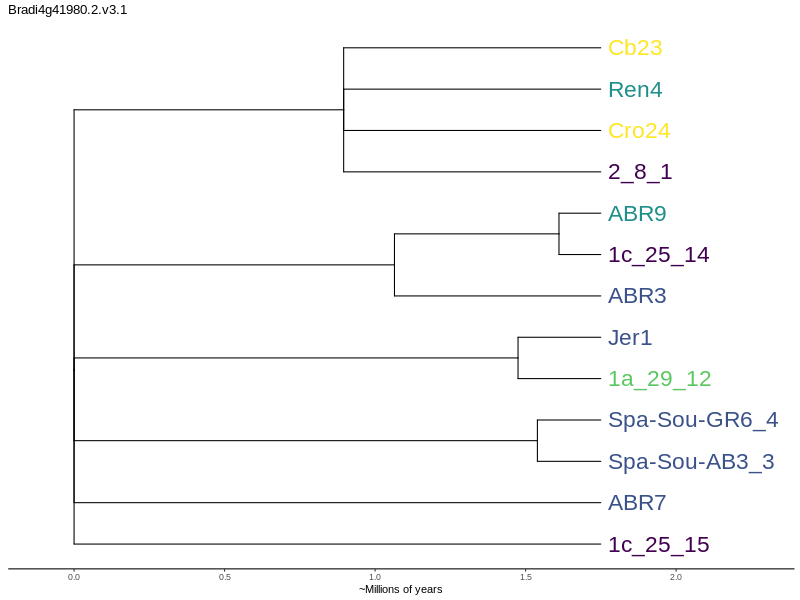 Bradi4g41980.2.v3.1
Cb23
Ren4
Cro24
2_8_1
ABR9
1c_25_14
ABR3
Jer1
1a_29_12
Spa-Sou-GR6_4
Spa-Sou-AB3_3
ABR7
1c_25_15
0.0 0.5 1.0 1.5 2.0
~Millions of years